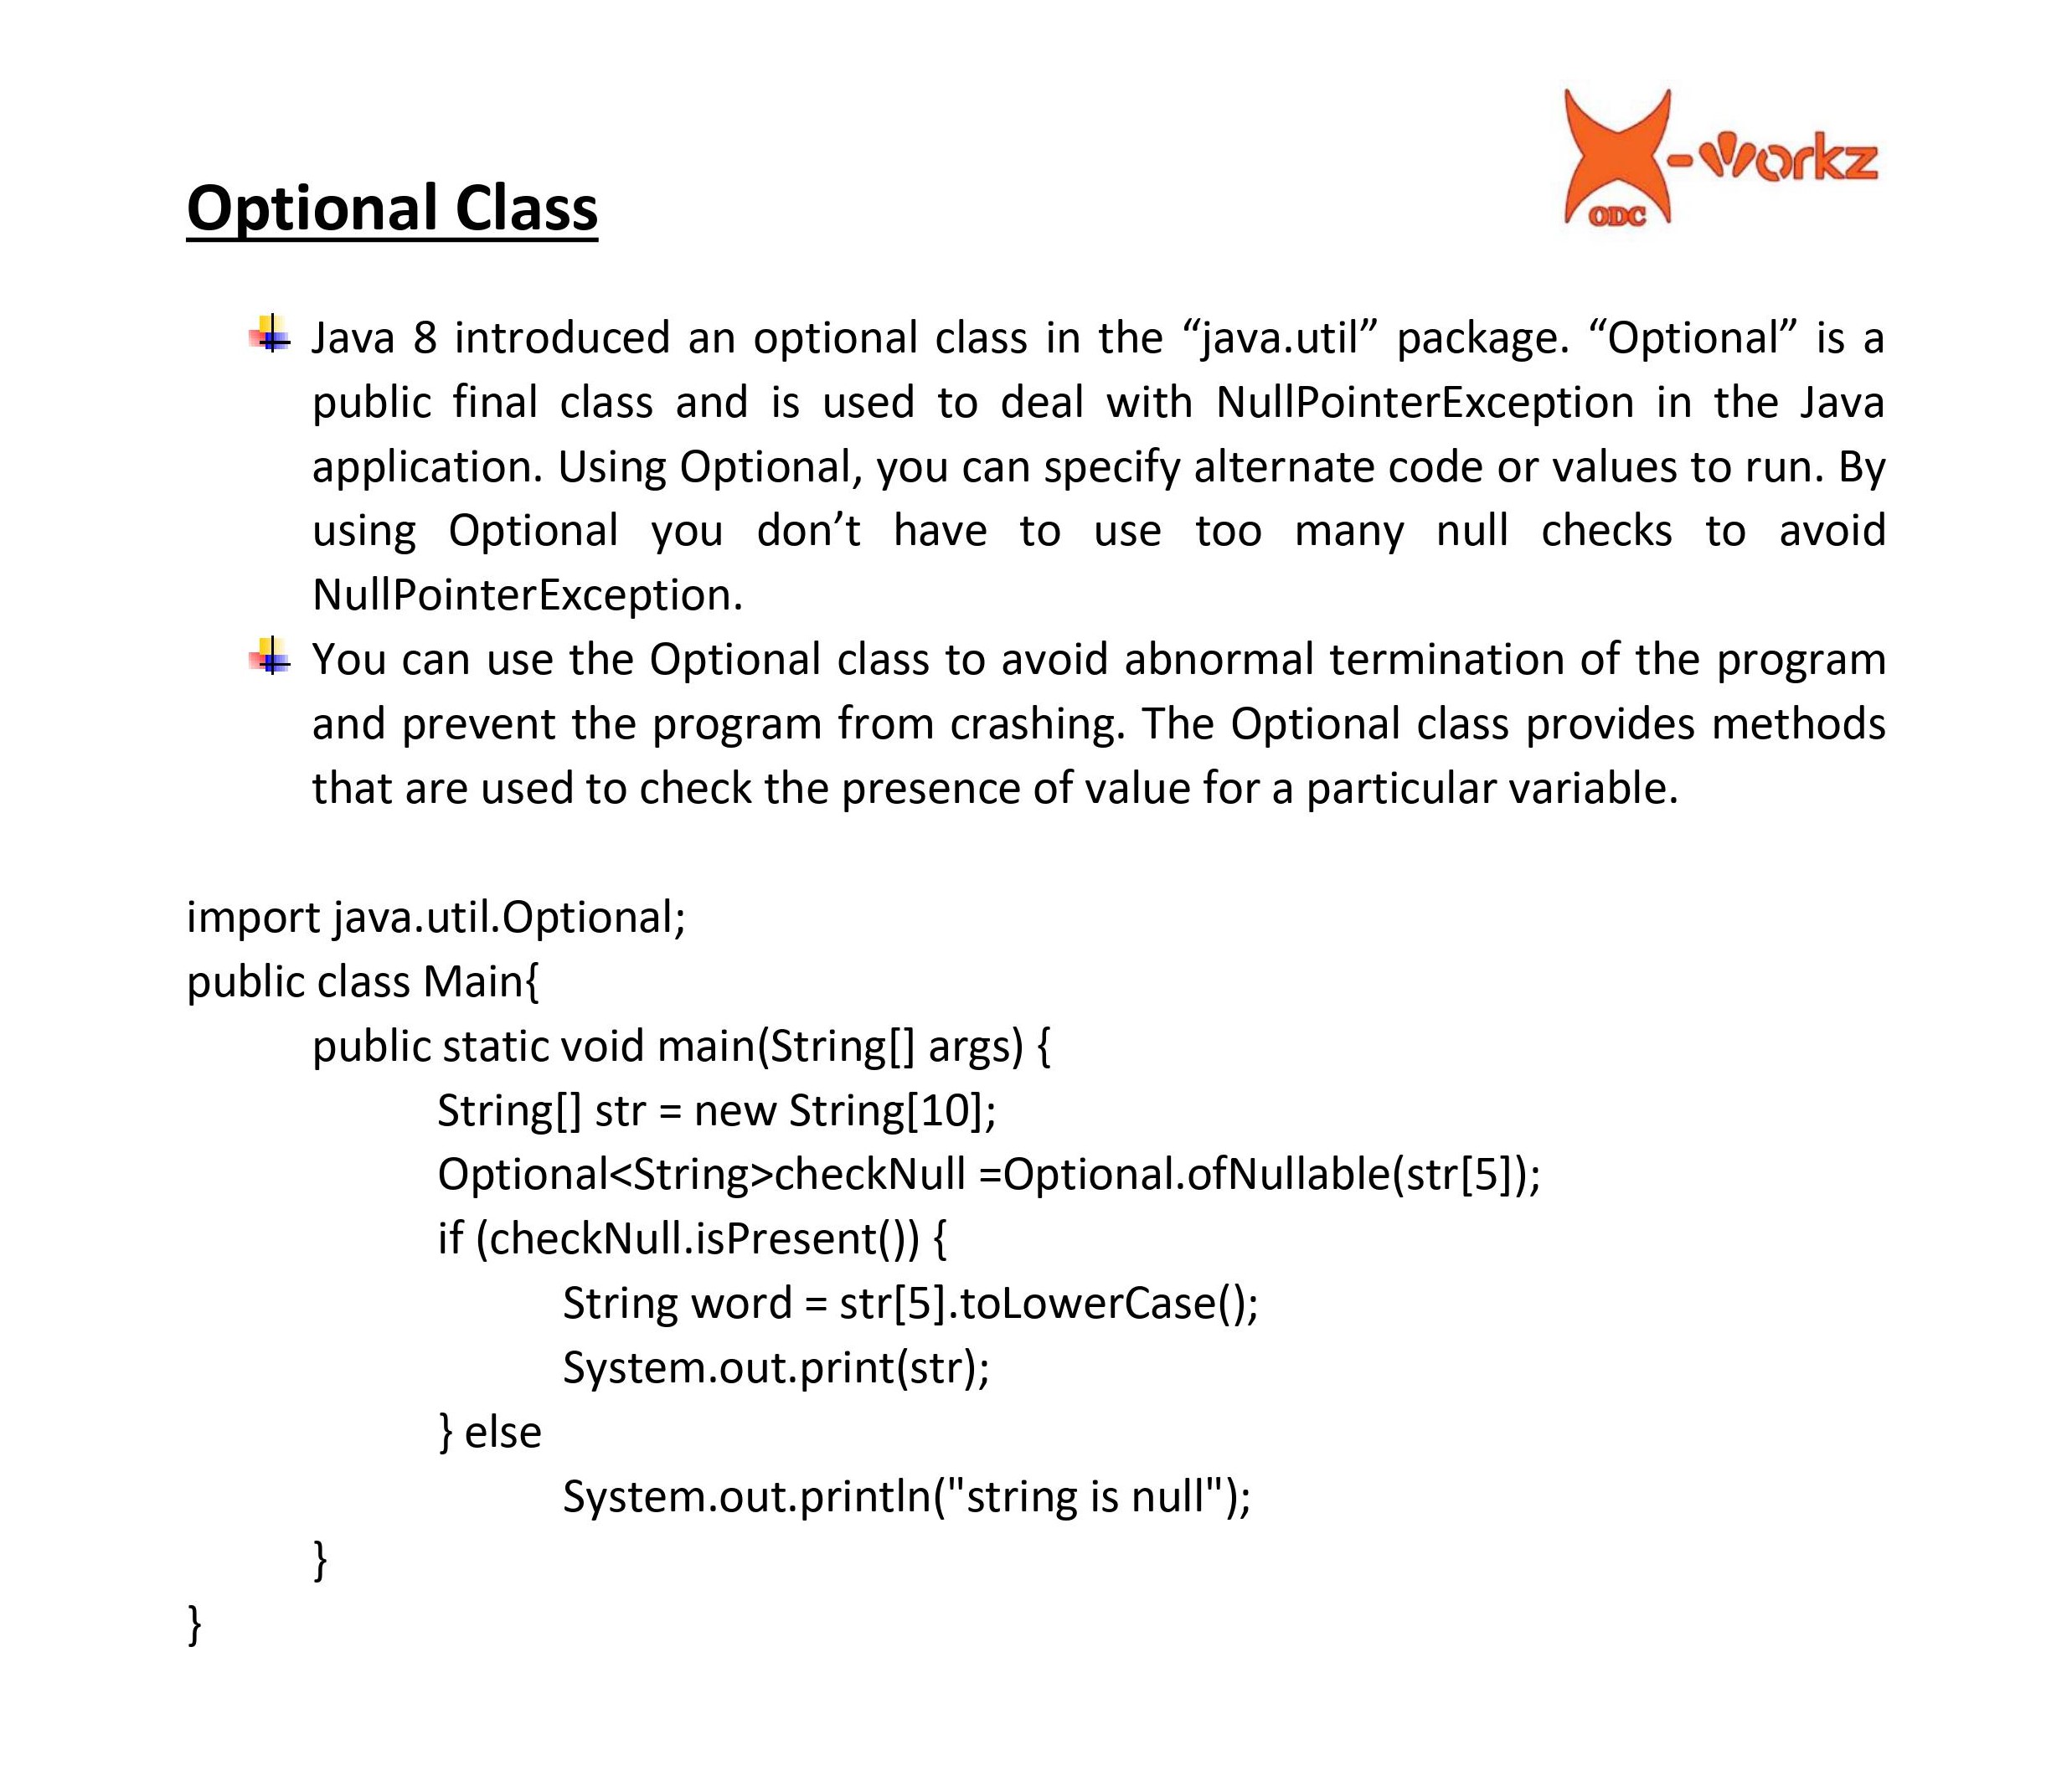 X-Workz
ODC
Optional Class
Java 8 introduced an optional class in the “java.util” package. “Optional” is a
public final class and is used to deal with NullPointerException in the Java
application. Using Optional, you can specify alternate code or values to run. By
using Optional you don’t have to use too many null checks to avoid
NullPointerException.
You can use the Optional class to avoid abnormal termination of the program
and prevent the program from crashing. The Optional class provides methods
that are used to check the presence of value for a particular variable.
import java.util.Optional;
public class Main{
public static void main(String[] args) {
String[] str = new String[10];
Optional<String>checkNull =Optional.ofNullable(str[5]);
if (checkNull.isPresent()) {
String word = str[5].toLowerCase();
System.out.print(str);
} else
System.out.println("string is null");
}
}